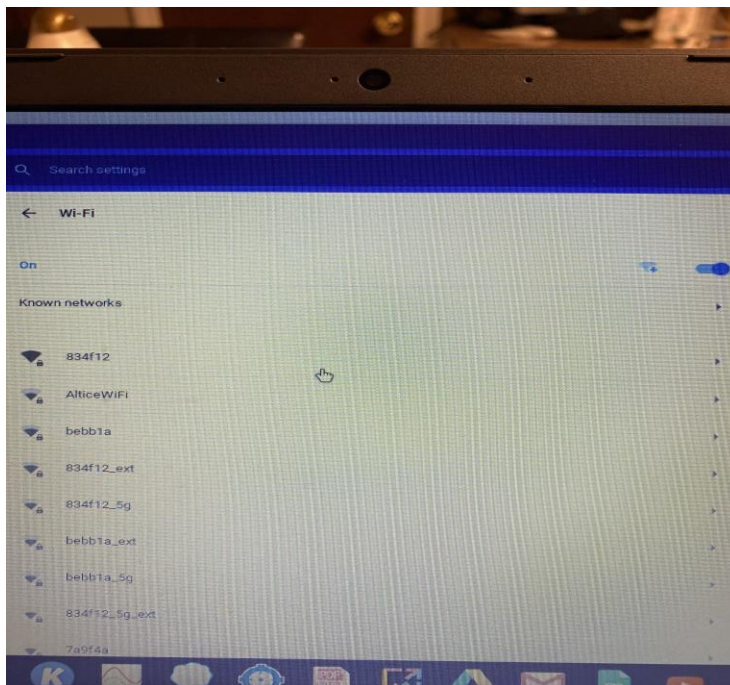 Search settings
Wi-Fi
On
Known networks
834f12
AlticeWiFi
bebb1a
834f12_ext
834f12_5g
bebb1a_ext
bebb1a_5g
834f12_5g_ext
7a9f4a
K